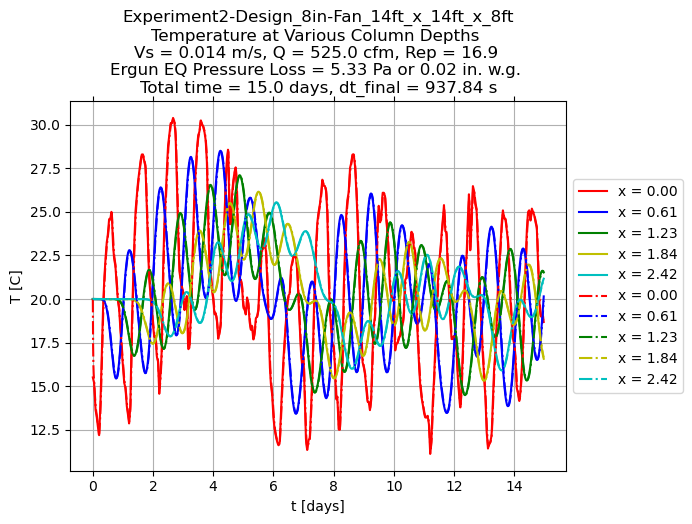 Experiment2-Design_8in-Fan_14ft_x_14ft_x_8ft
Temperature at Various Column Depths
Vs = 0.014 m/s, Q = 525.0 cfm, Rep = 16.9
Ergun EQ Pressure Loss = 5.33 Pa or 0.02 in. w.g.
Total time = 15.0 days, dt_final = 937.84 s
T [C]
30.0
27.5
25.0
22.5
20.0
17.5
15.0
12.5
0 2 4 6 8 10 12 14
t [days]
x = 0.00
x = 0.61
x = 1.23
x = 1.84
x = 2.42
x = 0.00
x = 0.61
x = 1.23
x = 1.84
x = 2.42